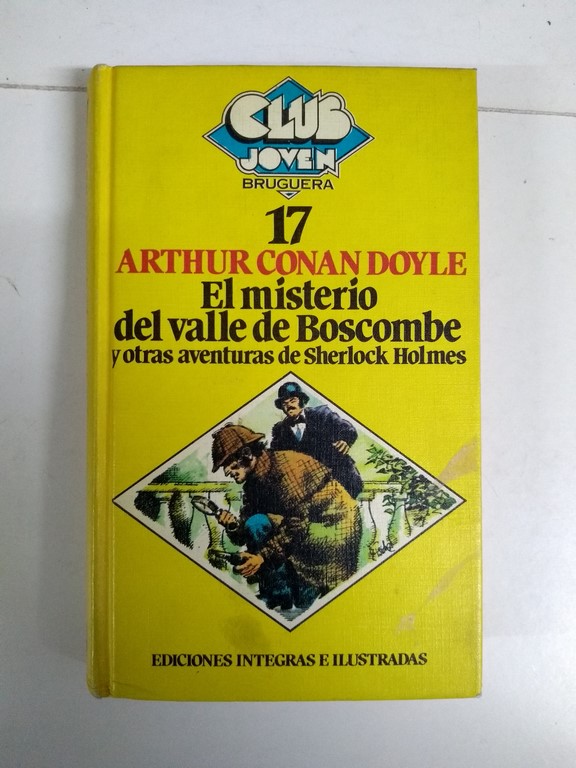 CLUB
JOVEN
BRUGUERA
17
ARTHUR CONAN DOYLE
El misterio
del valle de Boscombe
y otras aventuras de Sherlock Holmes
EDICIONES INTEGRAS E ILUSTRADAS